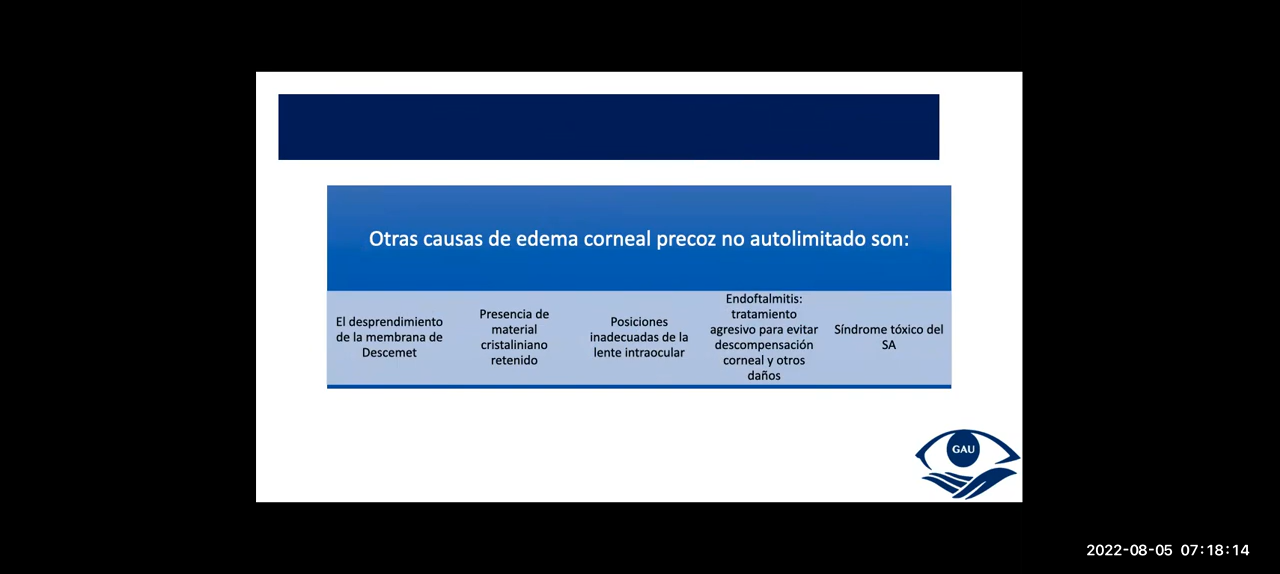 Otras causas de edema corneal precoz no autolimitado son:
El desprendimiento
de la membrana de
Descemet
Presencia de
material
cristaliniano
retenido
Posiciones
inadecuadas de la
lente intraocular
Endoftalmitis:
tratamiento
agresivo para evitar
descompensación
corneal y otros
daños
Síndrome tóxico del
SA
GAU
2022-08-05 07:18:14